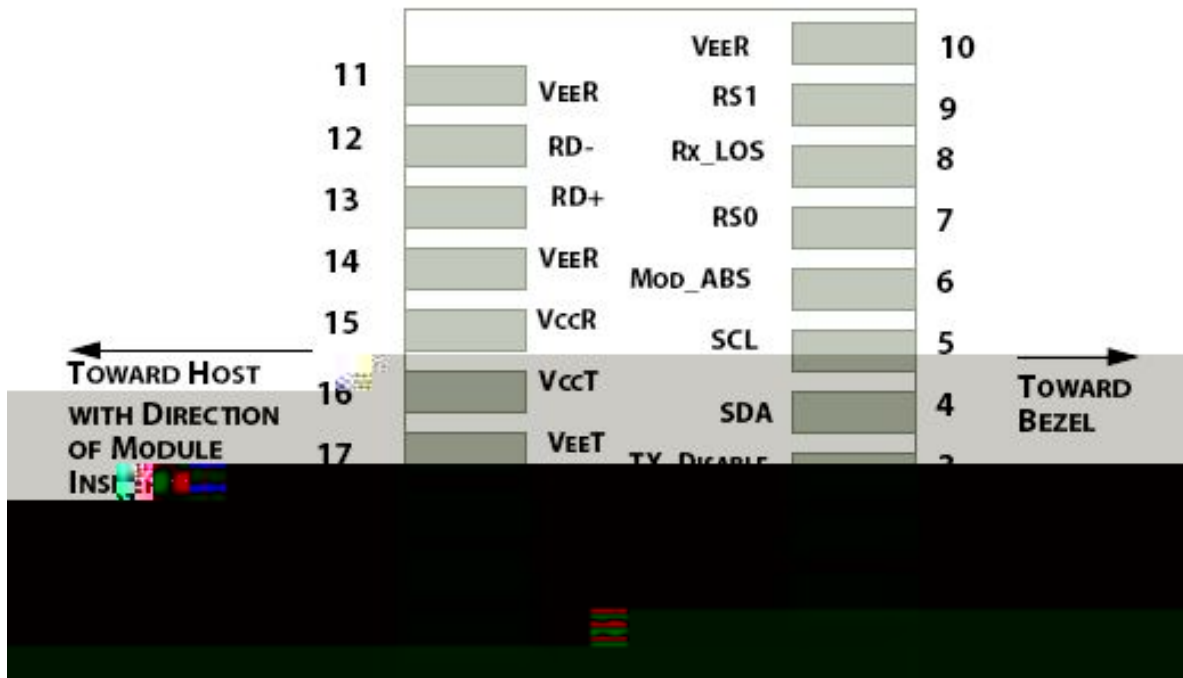 VEER 10
11 VEER RS1 9
12 RD- RX_LOS 8
13 RD+ RS0 7
14 VEER MOD_ABS 6
15 VCCR SCL 5
TOWARD HOST
WITH DIRECTION
OF MODULE
16 VCCT SDA 4
TOWARD
BEZEL
17 VEET TX_DISABLE